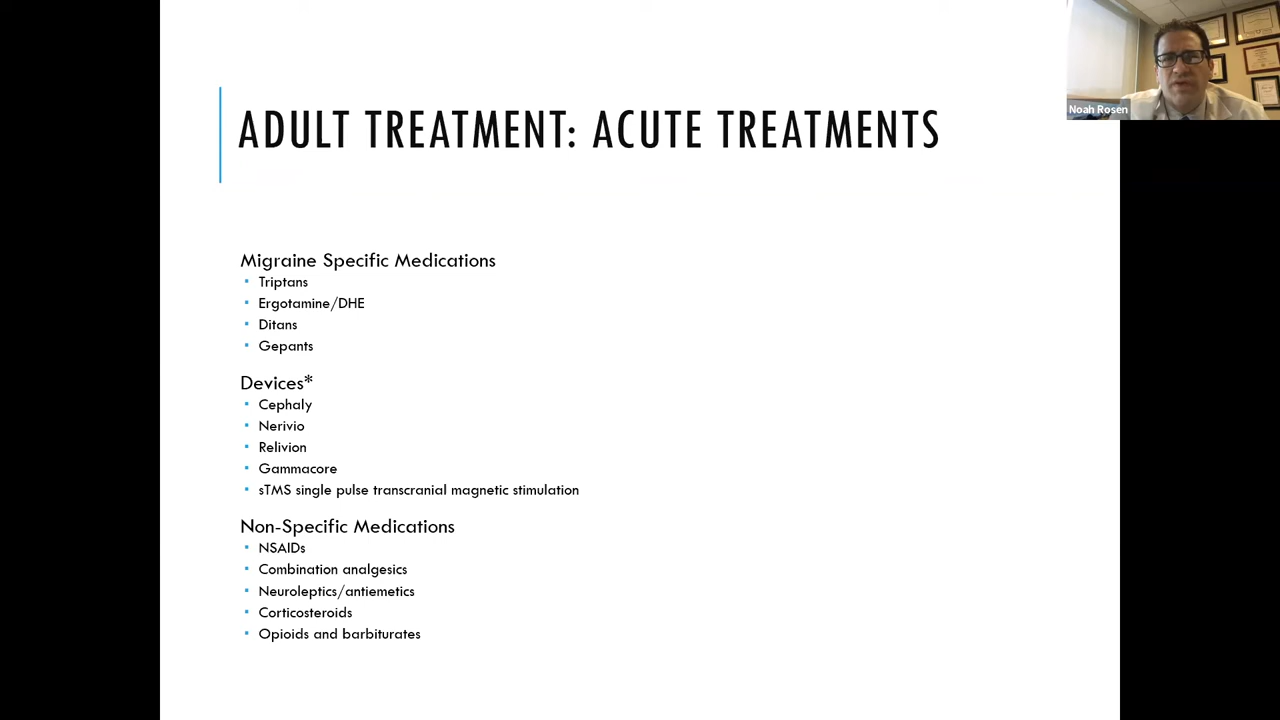 Noah Rosen
ADULT TREATMENT: ACUTE TREATMENTS
Migraine Specific Medications
Triptans
Ergotamine/DHE
Ditans
Gepants
Devices*
Cephaly
Nerivio
Relivion
Gammacore
sTMS single pulse transcranial magnetic stimulation
Non-Specific Medications
NSAIDs
Combination analgesics
Neuroleptics/antiemetics
Corticosteroids
Opioids and barbiturates